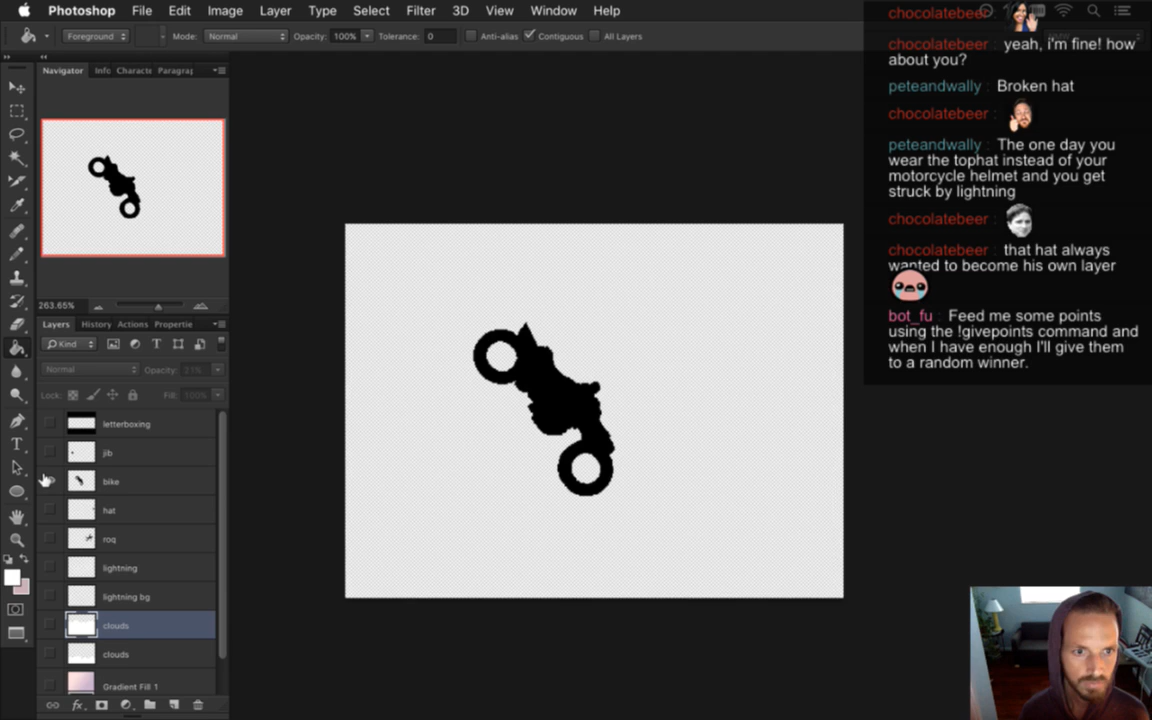 Photoshop File Edit Image Layer Type Select Filter 3D View Window Help
Foreground Mode: Normal Opacity: 100% Tolerance: 0 Anti-alias Contiguous All Layers
Navigator Info Characte Paragrap
263.65%
Layers History Actions Propertie
Kind
Normal Opacity: 91%
Lock: Fill: 100%
letterboxing
jib
bike
hat
roq
lightning
lightning bg
clouds
clouds
Gradient Fill 1
chocolatebeer :
chocolatebeer : yeah, i'm fine! how
about you?
peteandwally : Broken hat
chocolatebeer :
peteandwally : The one day you
wear the tophat instead of your
motorcycle helmet and you get
struck by lightning
chocolatebeer :
chocolatebeer : that hat always
wanted to become his own layer
bot_fu : Feed me some points
using the !givepoints command and
when I have enough I'll give them
to a random winner.